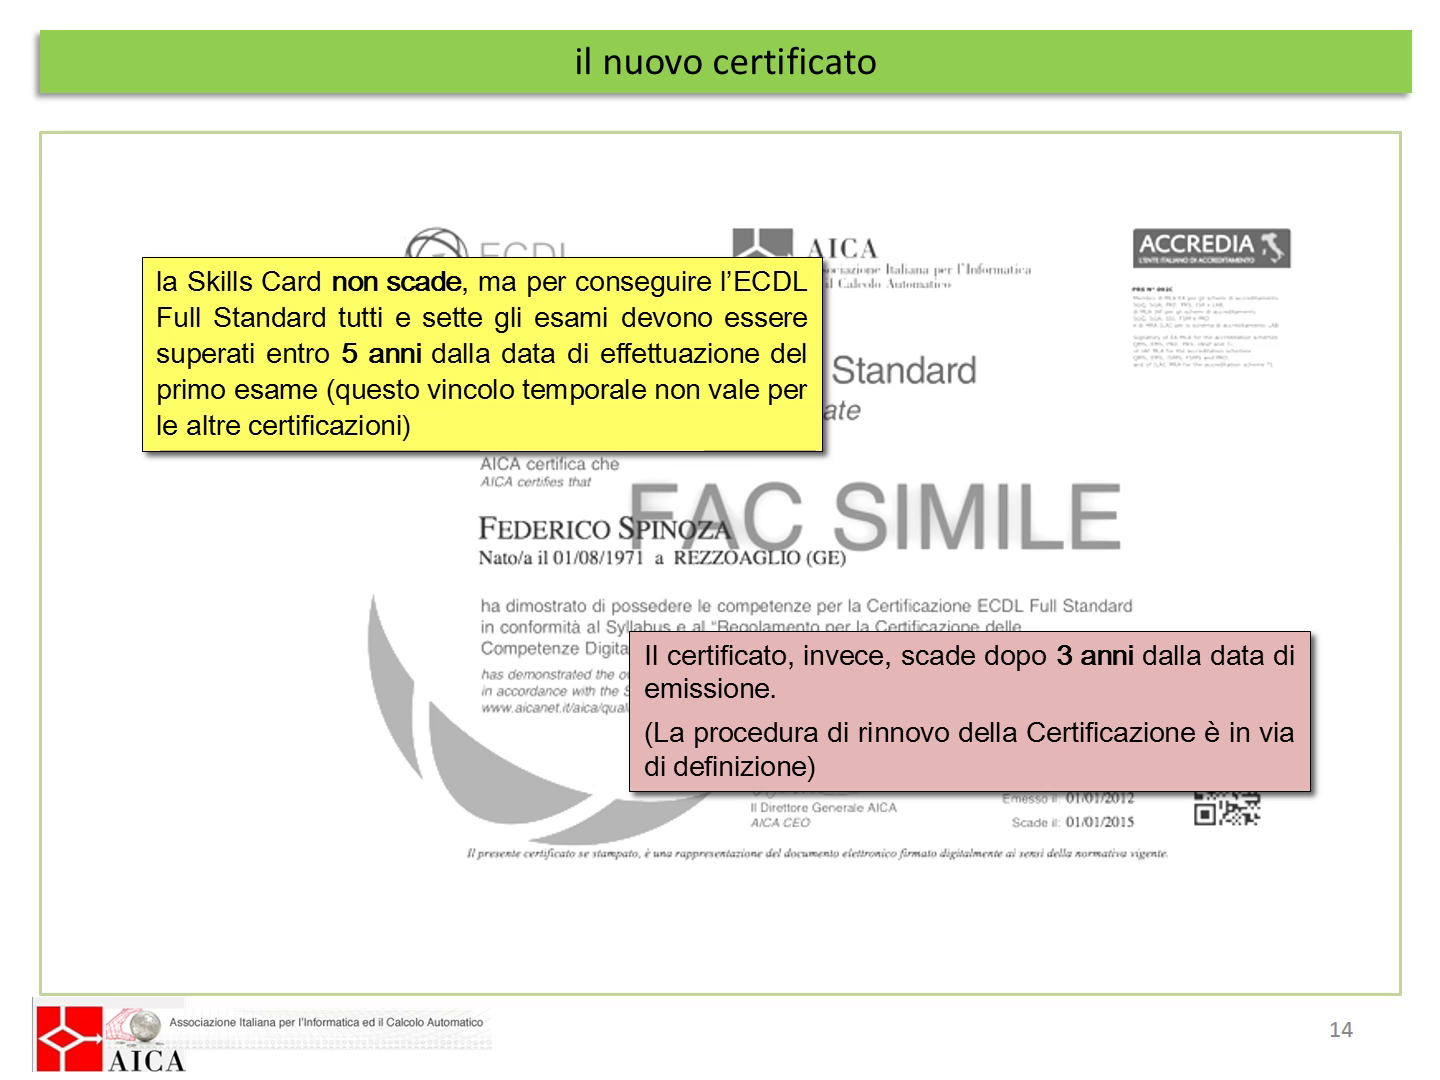 il nuovo certificato
ECDL
AICA
ociazione Italiana per l'Informatica
il Calcolo Automatico
ACCREDIA
L'ENTE ITALIANO DI ACCREDITAMENTO
la Skills Card non scade, ma per conseguire l'ECDL
Full Standard tutti e sette gli esami devono essere
superati entro 5 anni dalla data di effettuazione del
primo esame (questo vincolo temporale non vale per
le altre certificazioni)
Standard
ate
AICA certifica che
AICA certifies that
FAC SIMILE
FEDERICO SPINOZA
Nato/a il 01/08/1971 a REZZOAGLIO (GE)
ha dimostrato di possedere le competenze per la Certificazione ECDL Full Standard
in conformità al Syllabus e al "Regolamento per la Certificazione delle
Competenze Digita
has demonstrated the o
in accordance with the S
www.aicanet.it/aica/qual
Il certificato, invece, scade dopo 3 anni dalla data di
emissione.
(La procedura di rinnovo della Certificazione è in via
di definizione)
Il Direttore Generale AICA
AICA CEO
Emesso il: 01/01/2012
Scade il: 01/01/2015
Il presente certificato se stampato, è una rappresentazione del documento elettronico firmato digitalmente ai sensi della normativa vigente.
Associazione Italiana per l'Informatica ed il Calcolo Automatico
AICA
14